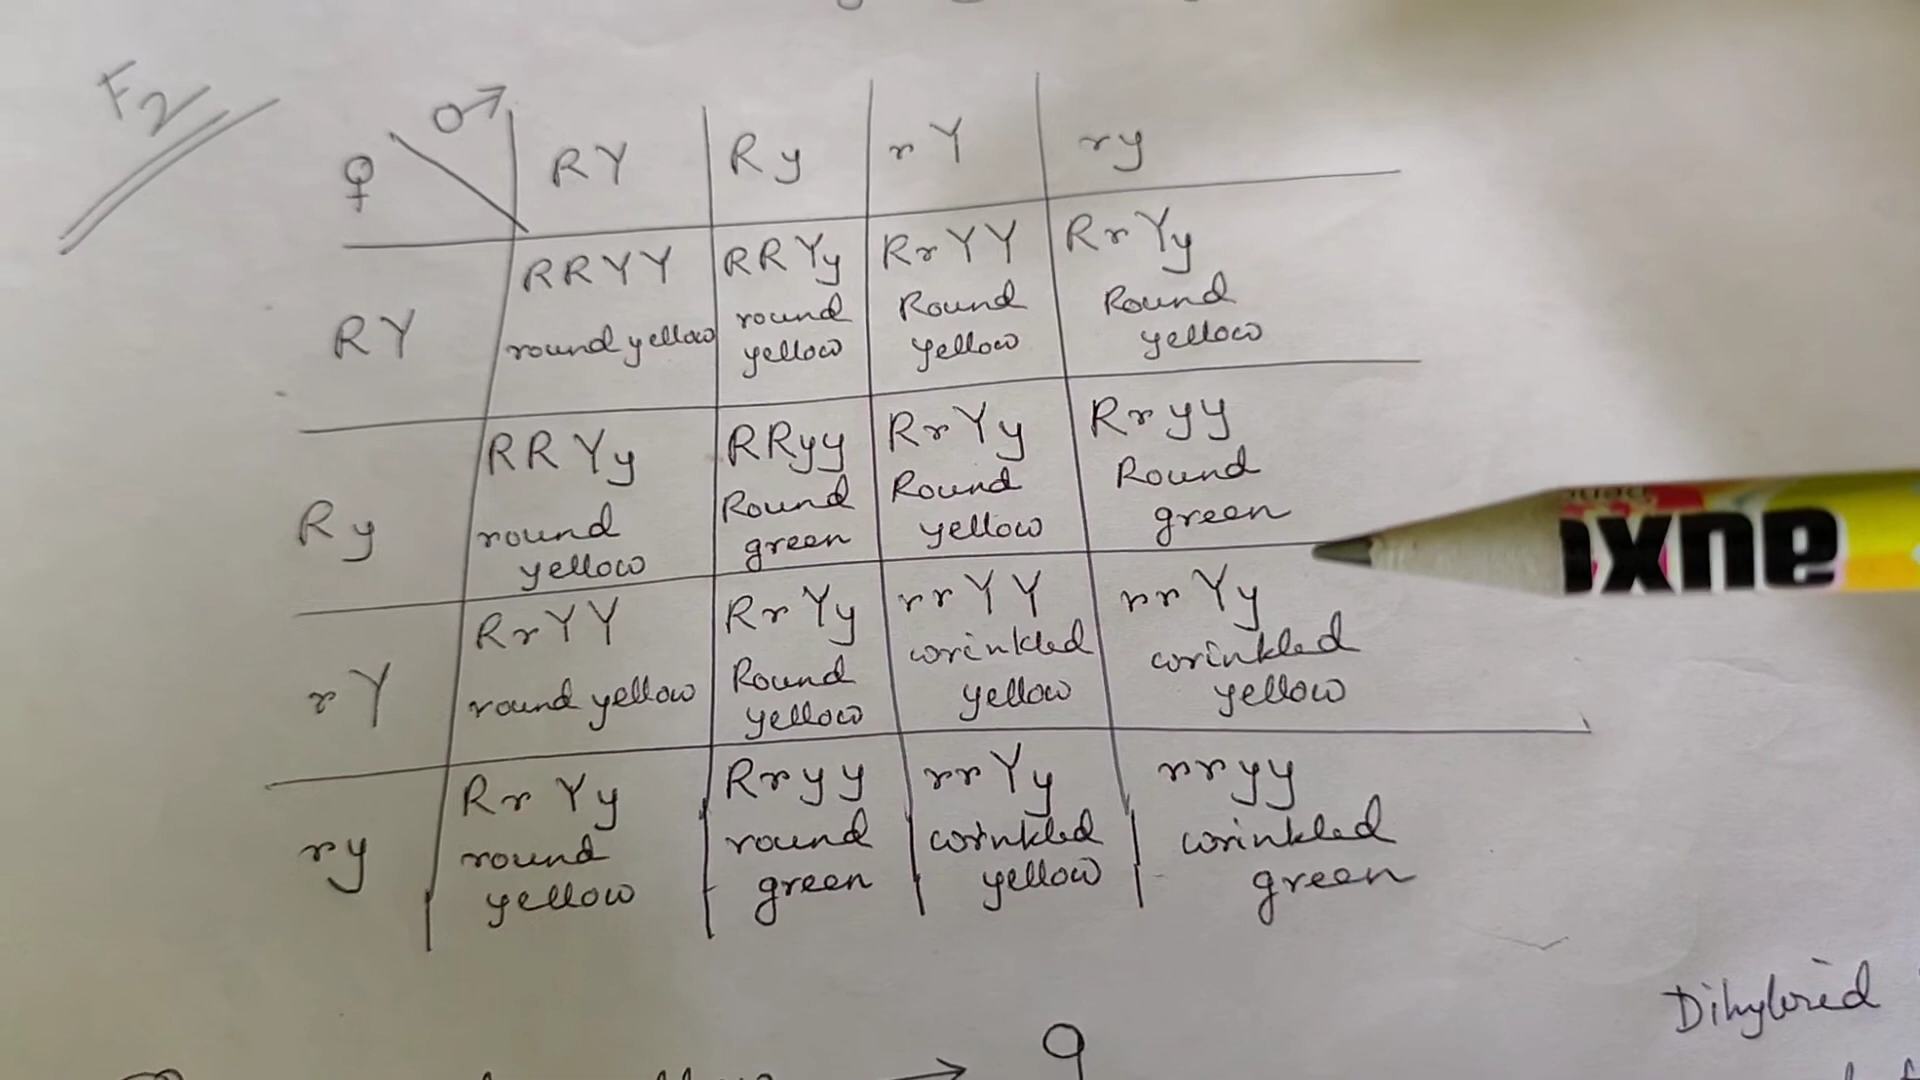 F2
♀ ♂ RY Ry rY ry
RY
RRYY
round yellow
RRYy
round
yellow
RrYY
Round
yellow
RrYy
Round
yellow
Ry
RRYy
round
yellow
RRyy
Round
green
RrYy
Round
yellow
Rryy
Round
green
rY
RrYY
round yellow
RrYy
Round
yellow
rrYY
wrinkled
yellow
rrYy
wrinkled
yellow
ry
RrYy
round
yellow
Rryy
round
green
rrYy
wrinkled
yellow
rryy
wrinkled
green
Dihybrid
→ 9